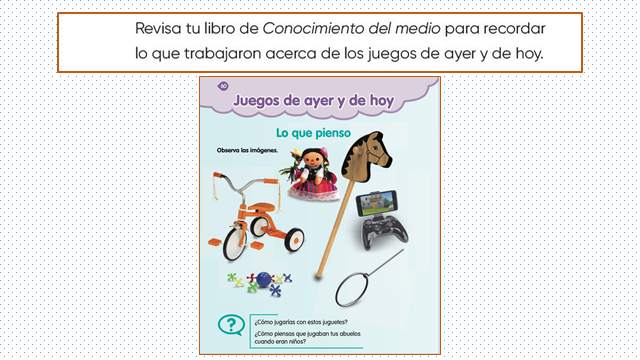 Revisa tu libro de Conocimiento del medio para recordar
lo que trabajaron acerca de los juegos de ayer y de hoy.
60
Juegos de ayer y de hoy
Lo que pienso
Observa las imágenes.
?
¿Cómo jugarías con estos juguetes?
¿Cómo piensas que jugaban tus abuelos
cuando eran niños?